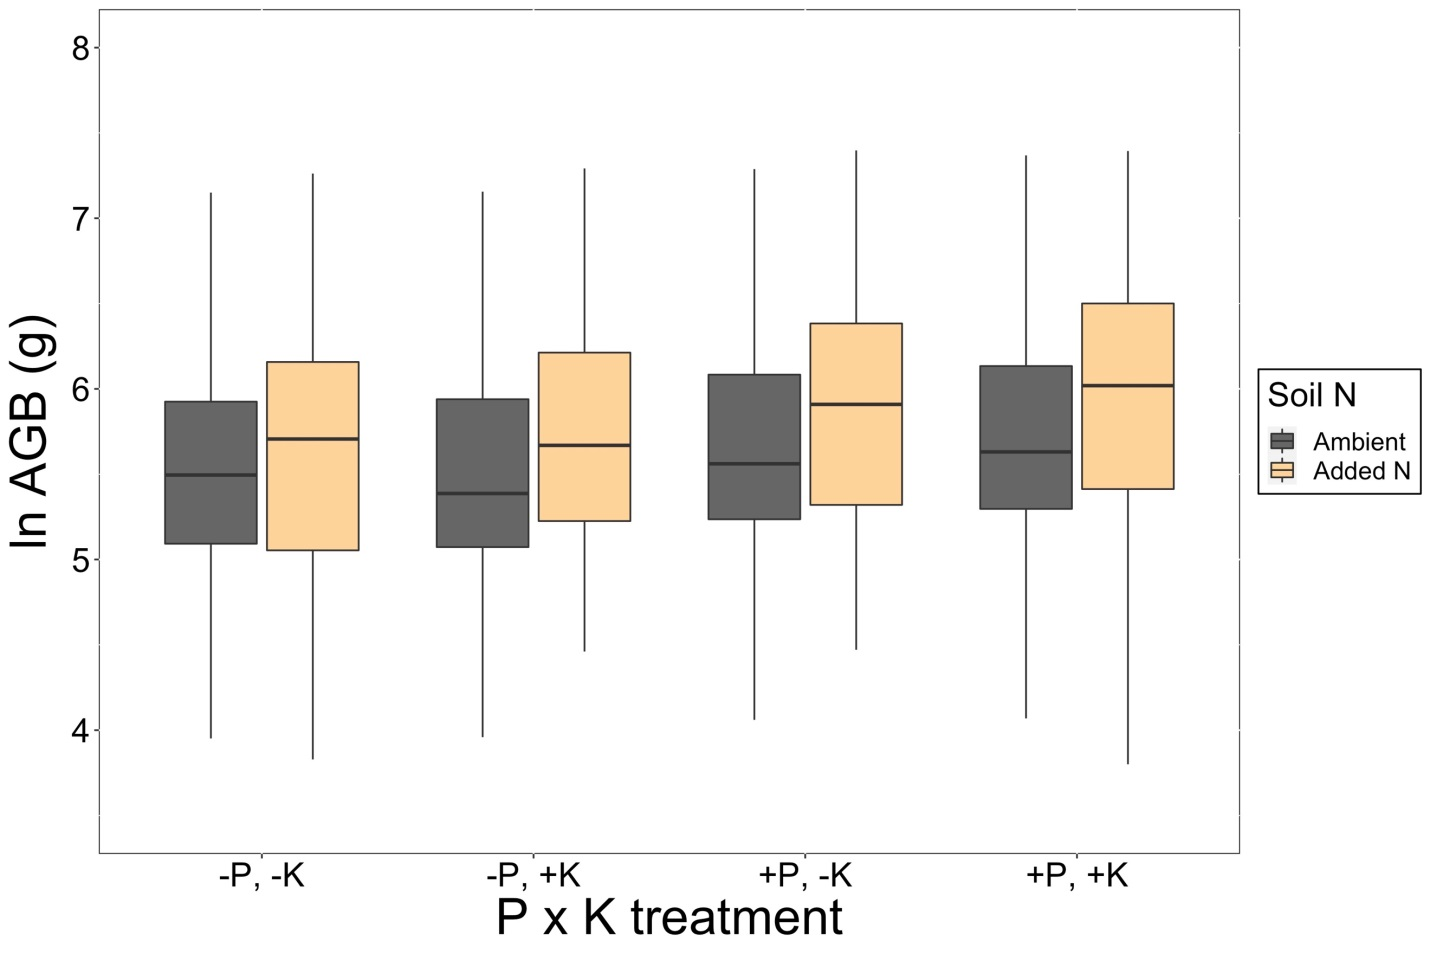 8
7
6
5
4
ln AGB (g)
-P, -K
-P, +K
+P, -K
+P, +K
P x K treatment
Soil N
Ambient
Added N